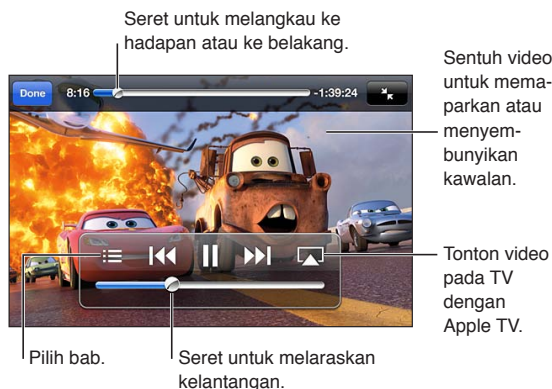 Seret untuk melangkau ke
hadapan atau ke belakang.
Done 8:16 -1:39:24
Sentuh video
untuk mema-
parkan atau
menyem-
bunyikan
kawalan.
Tonton video
pada TV
dengan
Apple TV.
Pilih bab.
Seret untuk melaraskan
kelantangan.